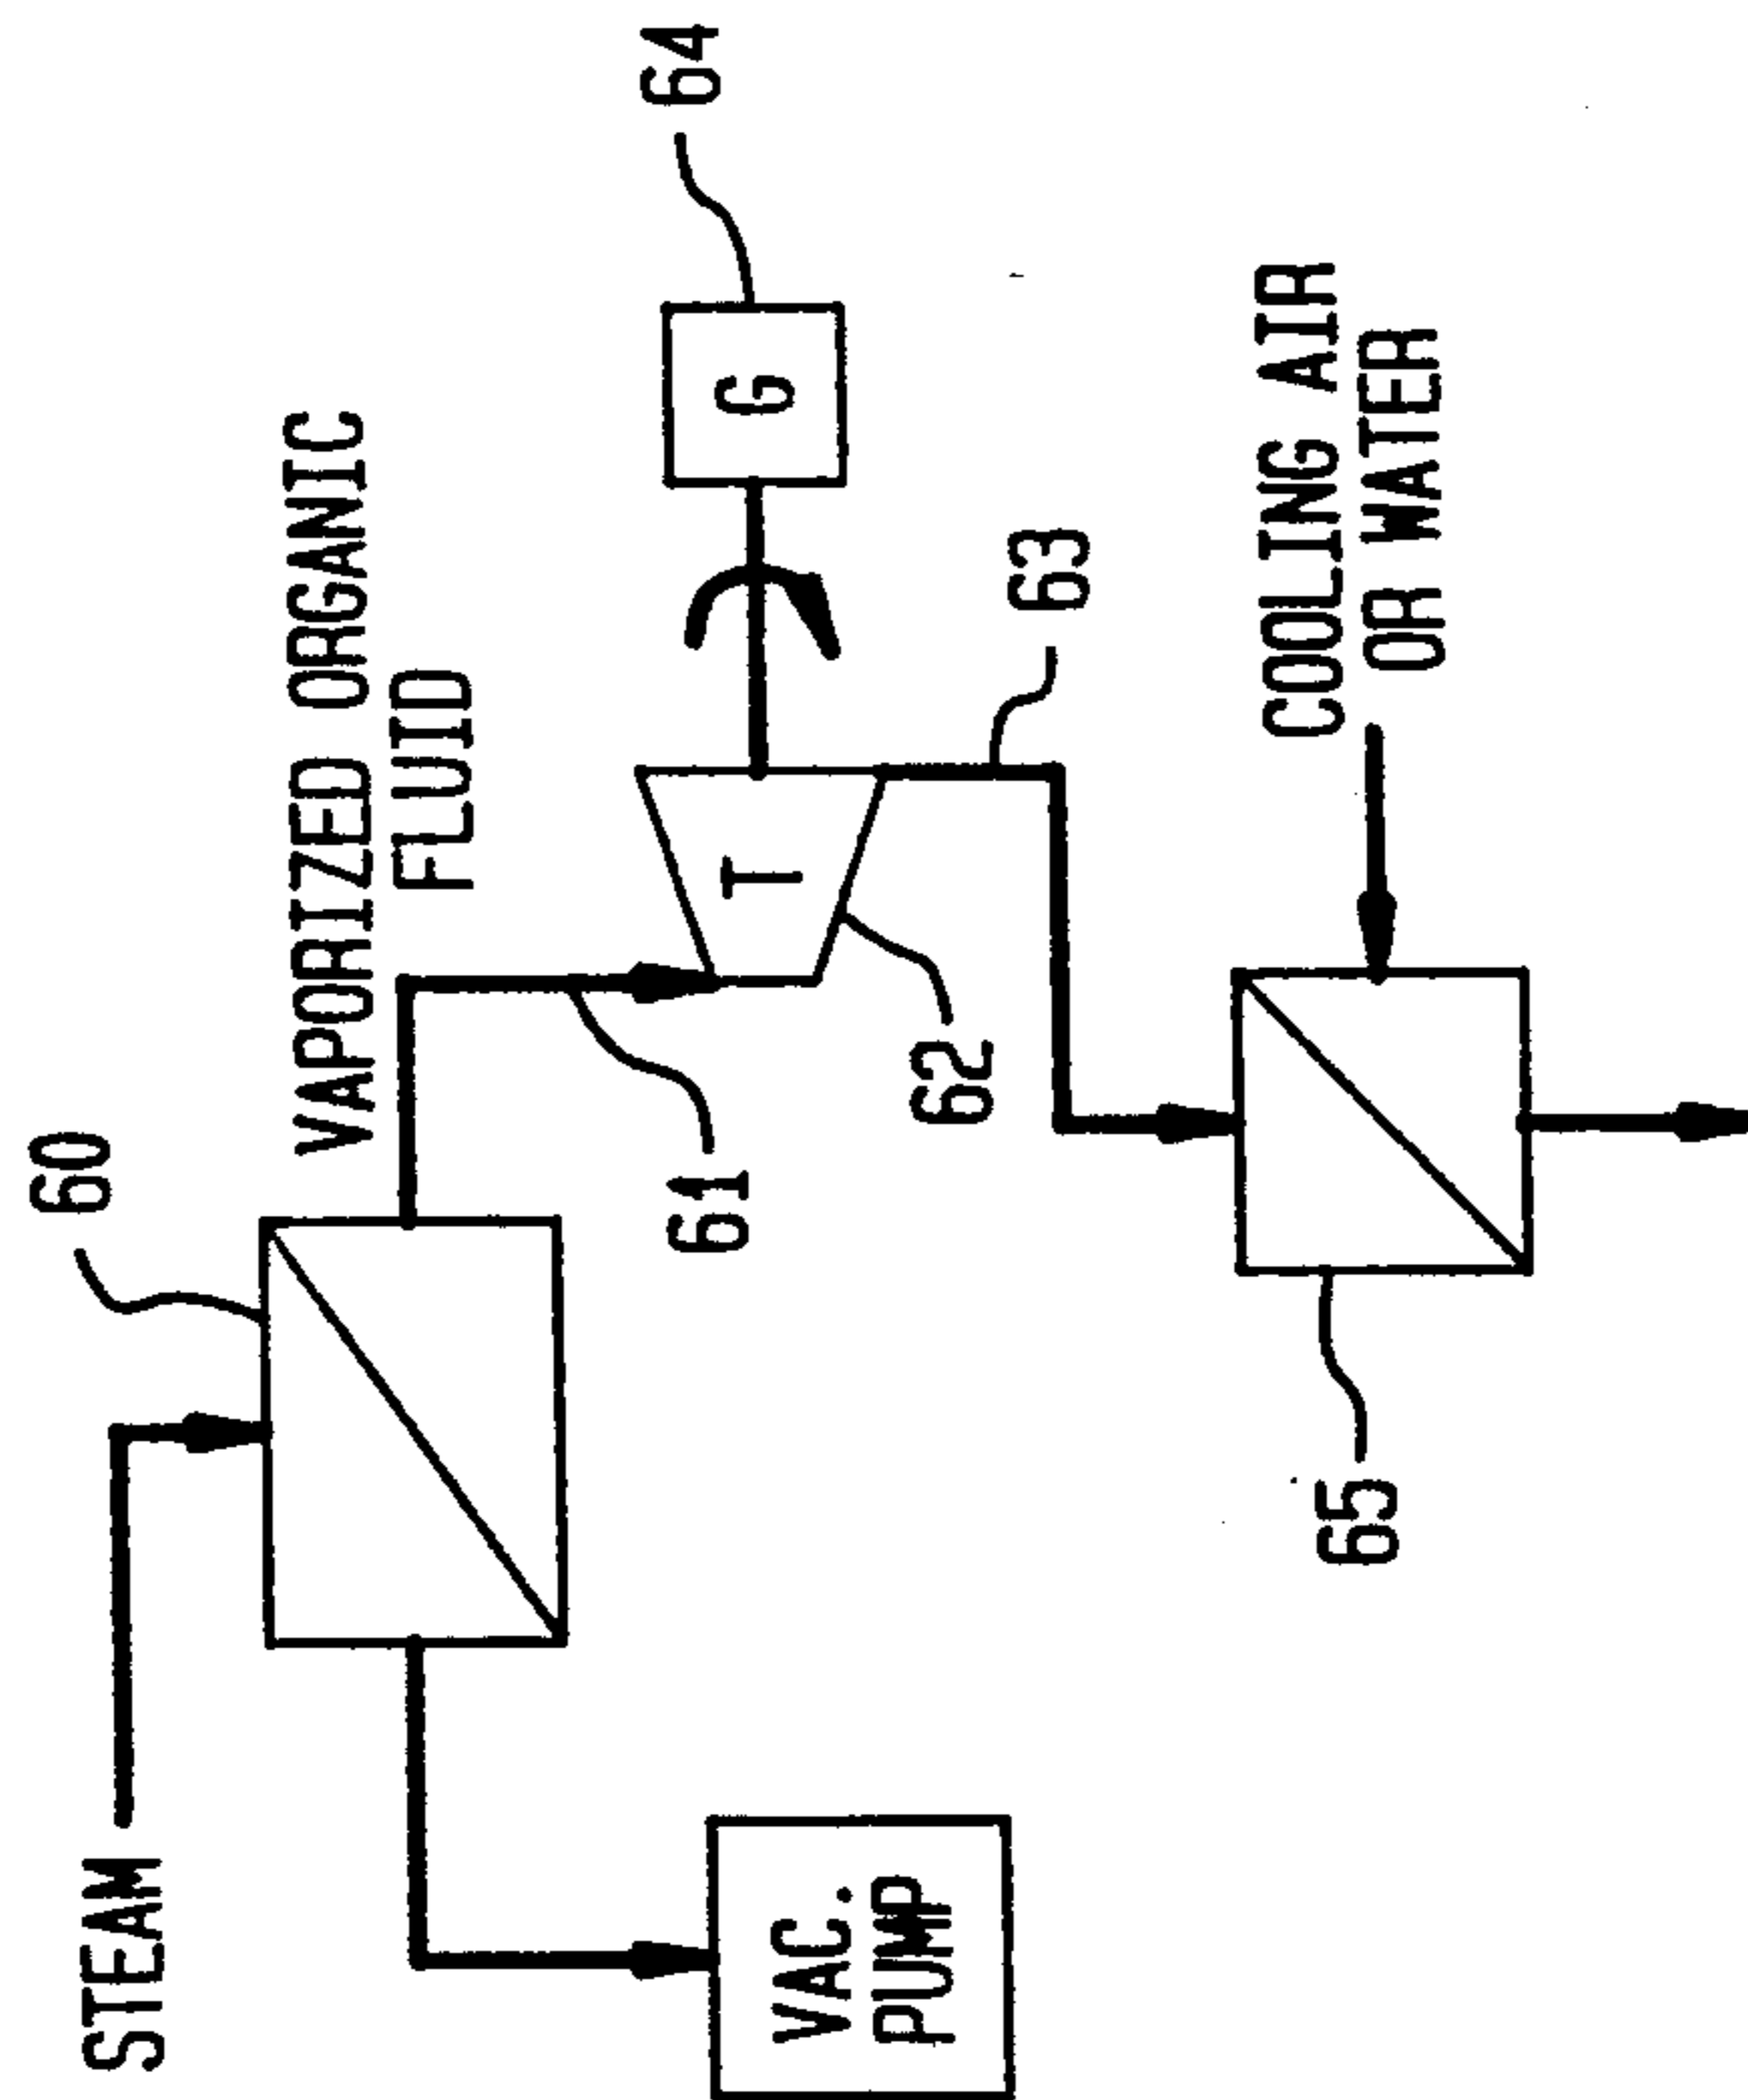 STEAM
60
VAPORIZED ORGANIC
FLUID
61
64
G
T
62
63
VAC.
PUMP
COOLING AIR
OR WATER
65